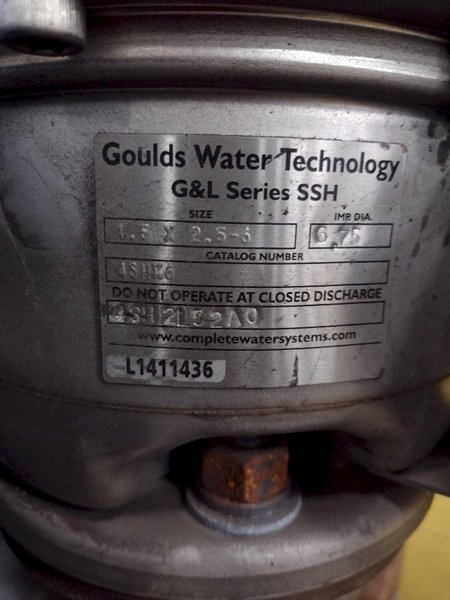 Goulds Water Technology
G&L Series SSH
SIZE IMP. DIA.
1.5 X 2.5-6 6.75
CATALOG NUMBER
DO NOT OPERATE AT CLOSED DISCHARGE
4SH2L52A0
www.completewatersystems.com
L1411436